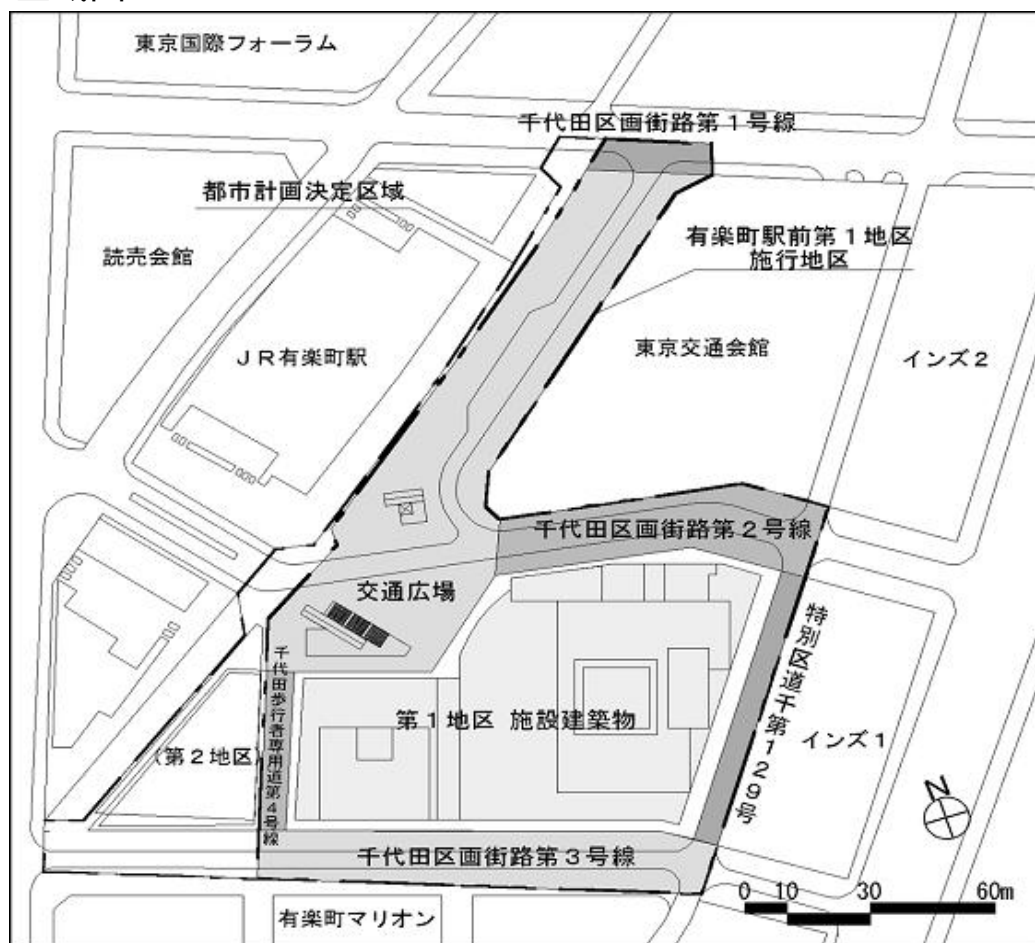 東京国際フォーラム
千代田区画街路第1号線
都市計画決定区域
読売会館
有楽町駅前第1地区
施行地区
JR有楽町駅
東京交通会館
インズ2
千代田区画街路第2号線
交通広場
特別区道千第129号
千代田歩行者専用道第4号線
第1地区 施設建築物
(第2地区)
インズ1
N
千代田区画街路第3号線
0 10 30 60m
有楽町マリオン